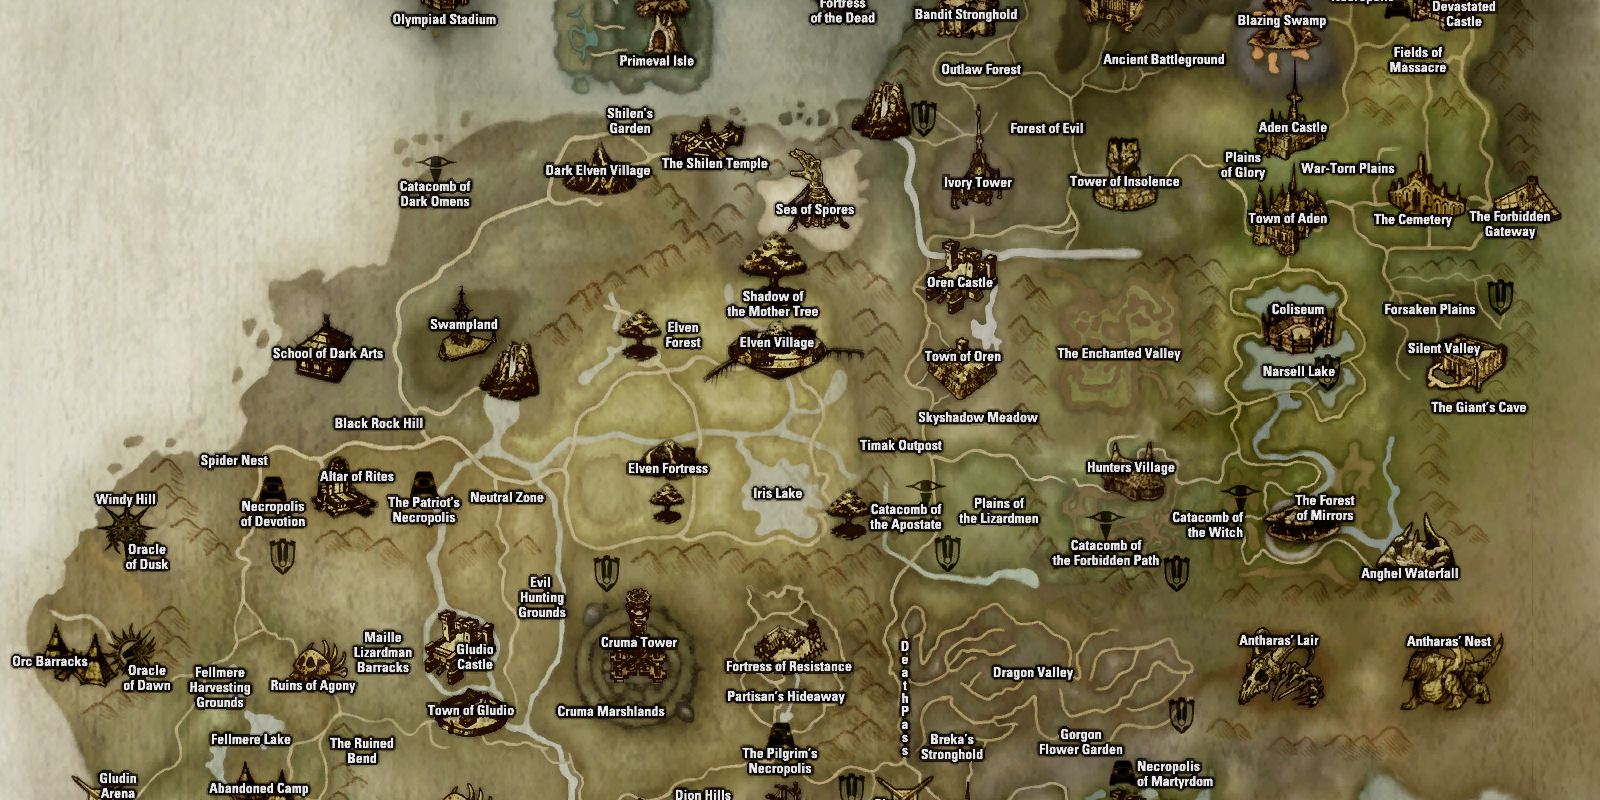 Olympiad Stadium
Primeval Isle
Fortress
of the Dead
Bandit Stronghold
Blazing Swamp
Devastated
Castle
Outlaw Forest
Ancient Battleground
Fields of
Massacre
Shilen's
Garden
Forest of Evil
Aden Castle
The Shilen Temple
Dark Elven Village
Catacomb of
Dark Omens
Sea of Spores
Ivory Tower
Tower of Insolence
Plains
of Glory
War-Torn Plains
Town of Aden
The Cemetery
The Forbidden
Gateway
Oren Castle
Shadow of
the Mother Tree
Coliseum
Forsaken Plains
Swampland
Elven
Forest
Elven Village
School of Dark Arts
Town of Oren
The Enchanted Valley
Silent Valley
Narsell Lake
The Giant's Cave
Black Rock Hill
Skyshadow Meadow
Timak Outpost
Spider Nest
Altar of Rites
Elven Fortress
Hunters Village
Windy Hill
Necropolis
of Devotion
The Patriot's
Necropolis
Neutral Zone
Iris Lake
Catacomb of
the Apostate
Plains of
the Lizardmen
Catacomb of
the Witch
The Forest
of Mirrors
Oracle
of Dusk
Catacomb of
the Forbidden Path
Anghel Waterfall
Evil
Hunting
Grounds
Orc Barracks
Oracle
of Dawn
Fellmere
Harvesting
Grounds
Ruins of Agony
Maille
Lizardman
Barracks
Gludio
Castle
Cruma Tower
Fortress of Resistance
Death Pass
Dragon Valley
Antharas' Lair
Antharas' Nest
Partisan's Hideaway
Town of Gludio
Cruma Marshlands
Fellmere Lake
The Ruined
Bend
The Pilgrim's
Necropolis
Breka's
Stronghold
Gorgon
Flower Garden
Necropolis
of Martyrdom
Gludin
Arena
Abandoned Camp
Dion Hills